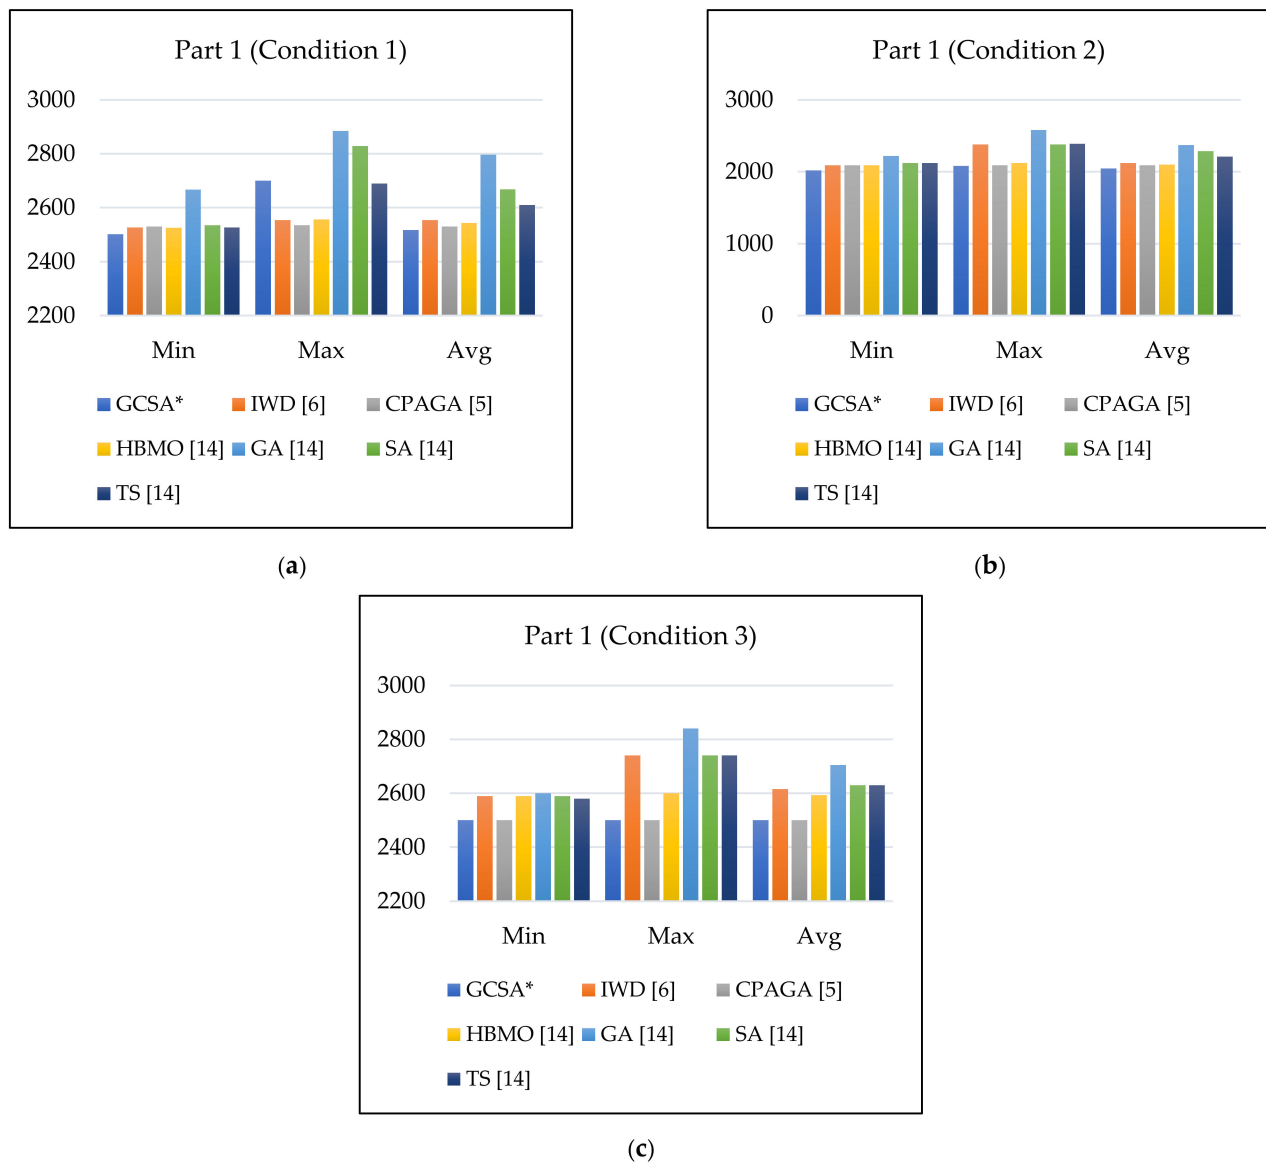 Part 1 (Condition 1)
3000
2800
2600
2400
2200
Min Max Avg
GCSA* IWD [6] CPAGA [5]
HBMO [14] GA [14] SA [14]
TS [14]
(a)
Part 1 (Condition 2)
3000
2000
1000
0
Min Max Avg
GCSA* IWD [6] CPAGA [5]
HBMO [14] GA [14] SA [14]
TS [14]
(b)
Part 1 (Condition 3)
3000
2800
2600
2400
2200
Min Max Avg
GCSA* IWD [6] CPAGA [5]
HBMO [14] GA [14] SA [14]
TS [14]
(c)